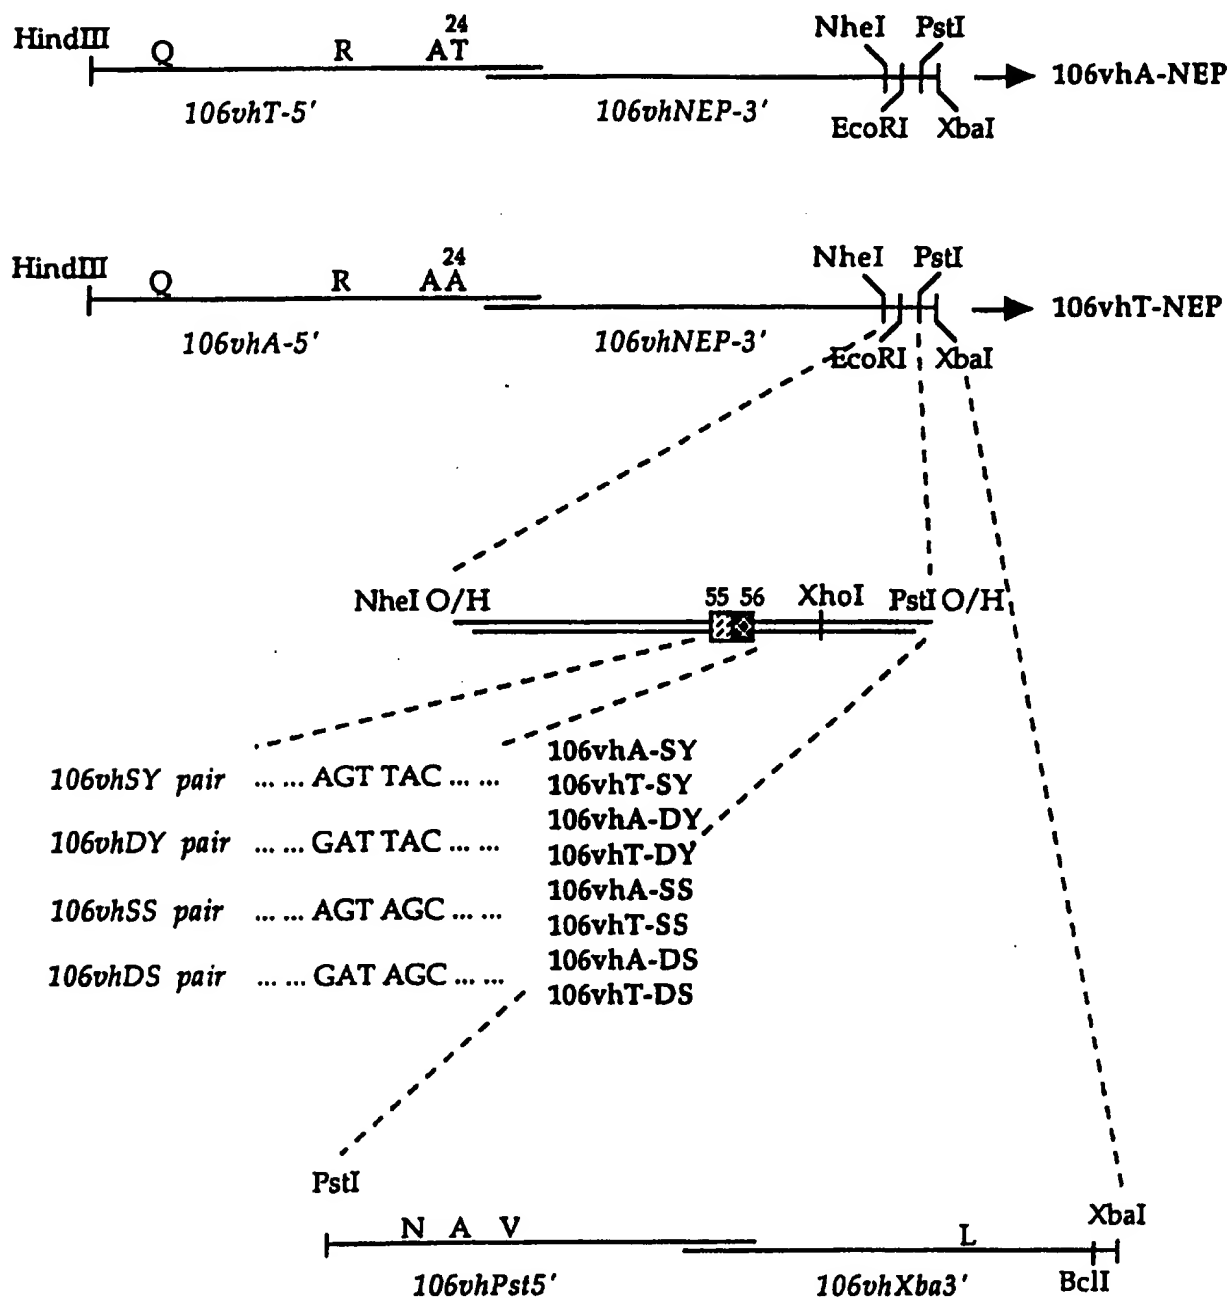 24
HindIII Q R AT NheI PstI
106vhT-5' 106vhNEP-3' 106vhA-NEP
EcoRI XbaI
24
HindIII Q R AA NheI PstI
106vhA-5' 106vhNEP-3' 106vhT-NEP
EcoRI XbaI
NheI O/H 55 56 XhoI PstI O/H
106vhA-SY
106vhSY pair ... ... AGT TAC ... ...
106vhT-SY
106vhA-DY
106vhDY pair ... ... GAT TAC ... ...
106vhT-DY
106vhA-SS
106vhSS pair ... ... AGT AGC ... ...
106vhT-SS
106vhA-DS
106vhDS pair ... ... GAT AGC ... ...
106vhT-DS
PstI
XbaI
N A V L
106vhPst5' 106vhXba3' BclI